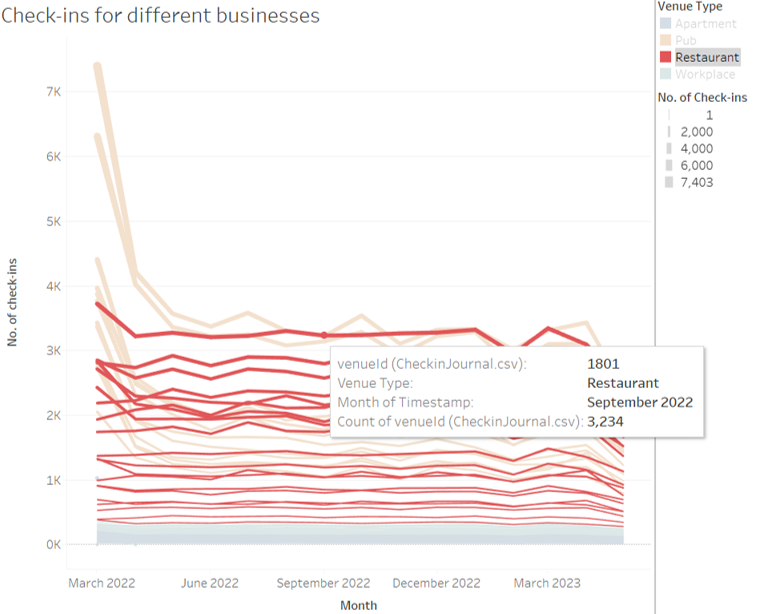 Check-ins for different businesses
Venue Type
Apartment
Pub
Restaurant
Workplace
No. of Check-ins
1
2,000
4,000
6,000
7,403
No. of check-ins
7K
6K
5K
4K
3K
2K
1K
0K
venueId (CheckinJournal.csv): 1801
Venue Type: Restaurant
Month of Timestamp: September 2022
Count of venueId (CheckinJournal.csv): 3,234
March 2022 June 2022 September 2022 December 2022 March 2023
Month